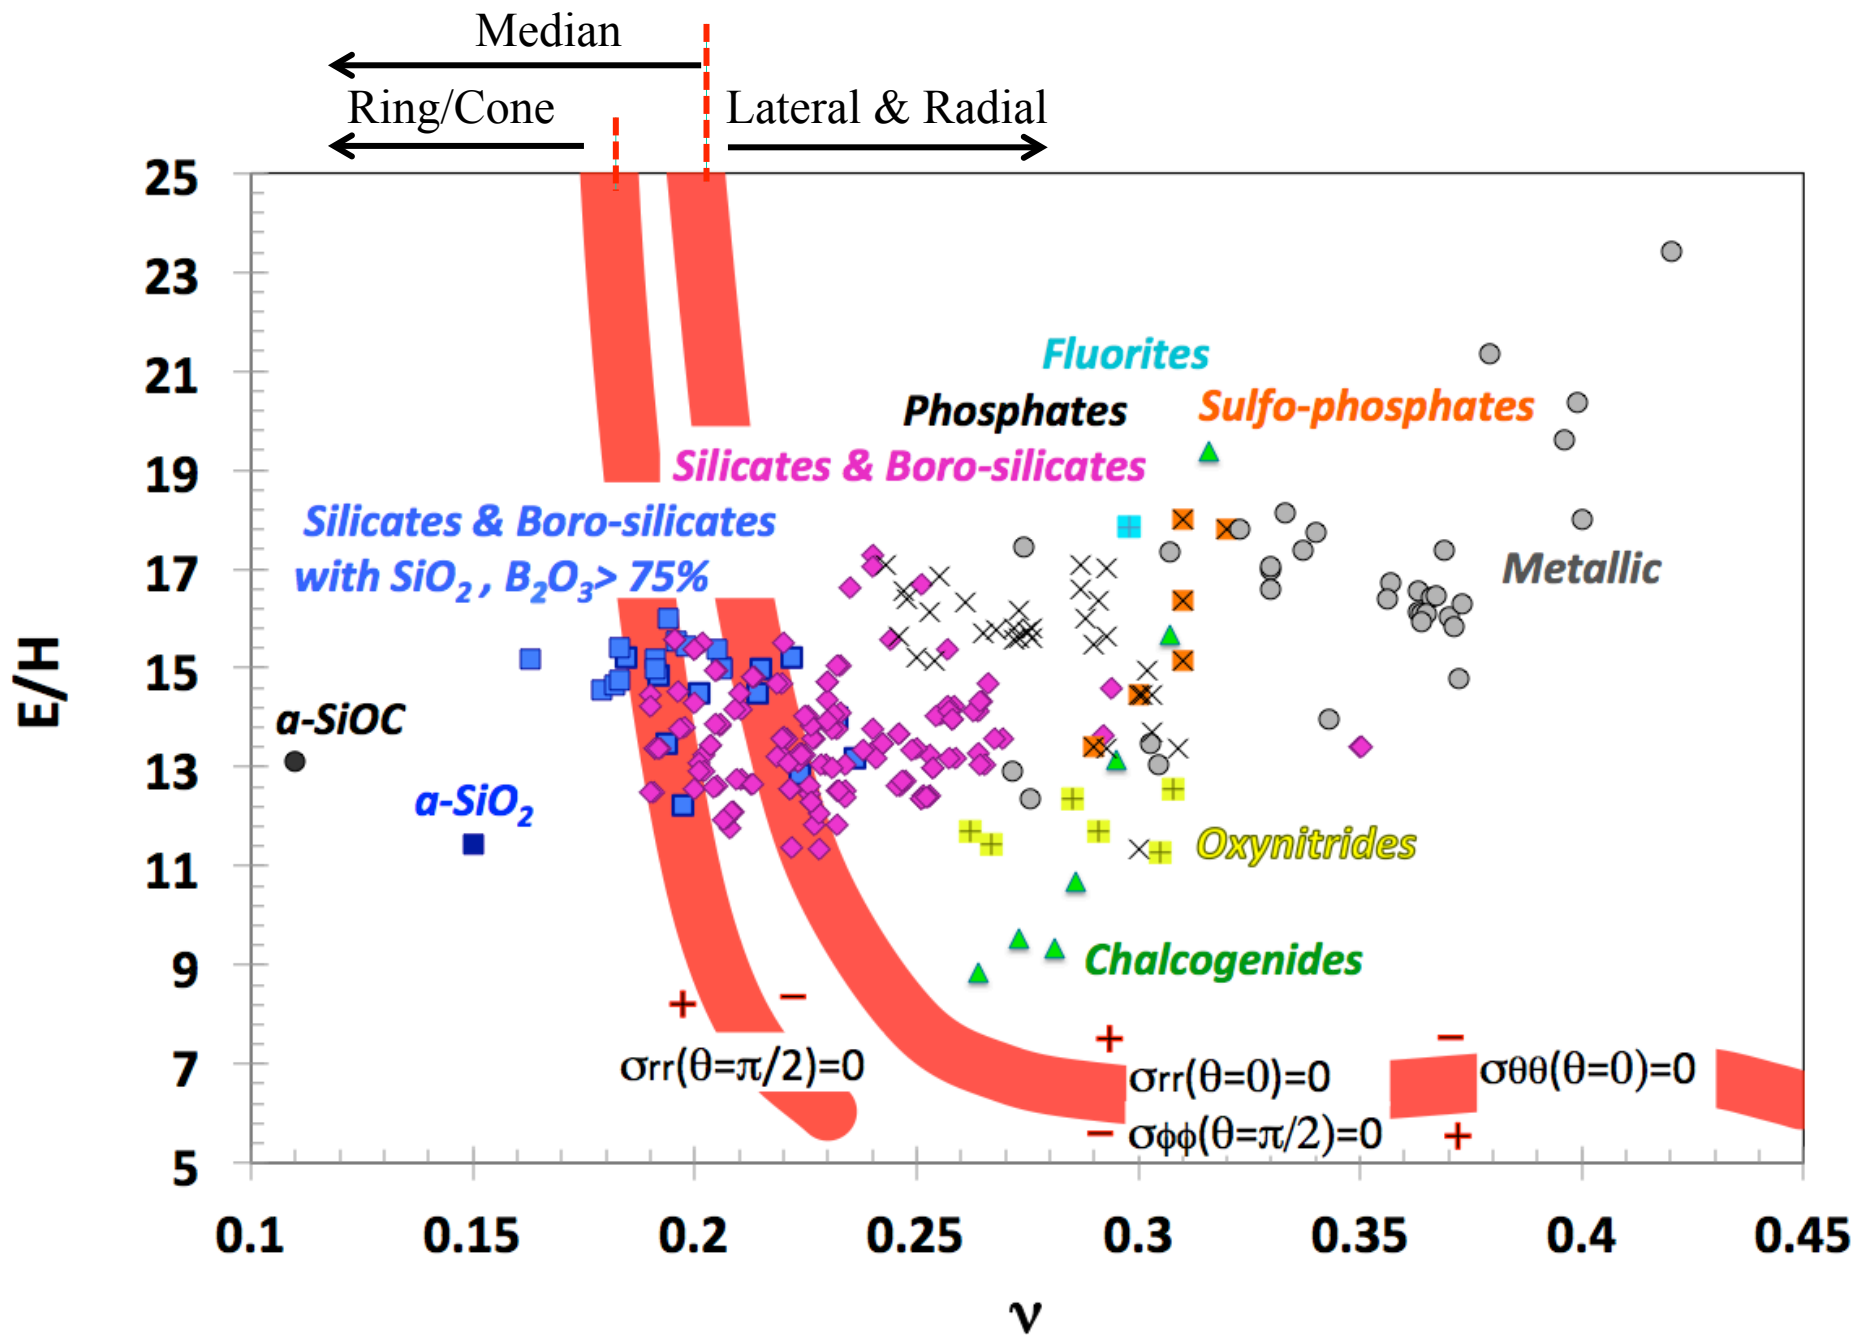 Median
Ring/Cone
Lateral & Radial
25
23
21
19
17
15
13
11
9
7
5
E/H
Fluorites
Phosphates
Sulfo-phosphates
Silicates & Boro-silicates
Silicates & Boro-silicates
with SiO₂ , B₂O₃> 75%
Metallic
a-SiOC
a-SiO₂
Oxynitrides
Chalcogenides
+ −
+ −
σrr(θ=π/2)=0
σrr(θ=0)=0
σθθ(θ=0)=0
− σϕϕ(θ=π/2)=0 +
0.1 0.15 0.2 0.25 0.3 0.35 0.4 0.45
ν